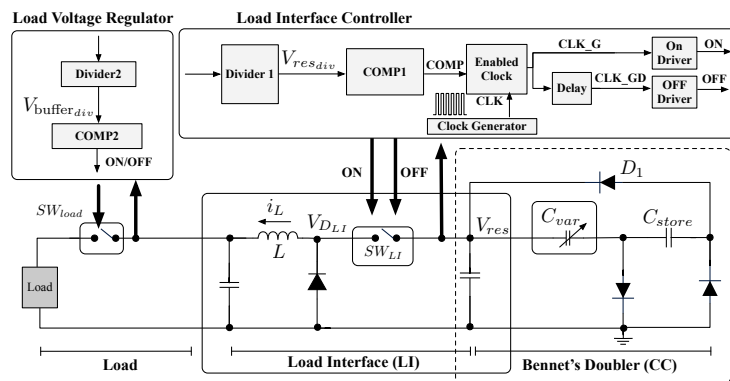 Load Voltage Regulator
Load Interface Controller
Divider2
V_buffer_div
COMP2
ON/OFF
Divider 1
V_res_div
COMP1
COMP
Enabled
Clock
CLK_G
On
Driver
ON
Delay
CLK_GD
OFF
Driver
OFF
CLK
Clock Generator
ON
OFF
SW_load
i_L
L
V_D_LI
SW_LI
V_res
D_1
C_var
C_store
Load
Load
Load Interface (LI)
Bennet's Doubler (CC)